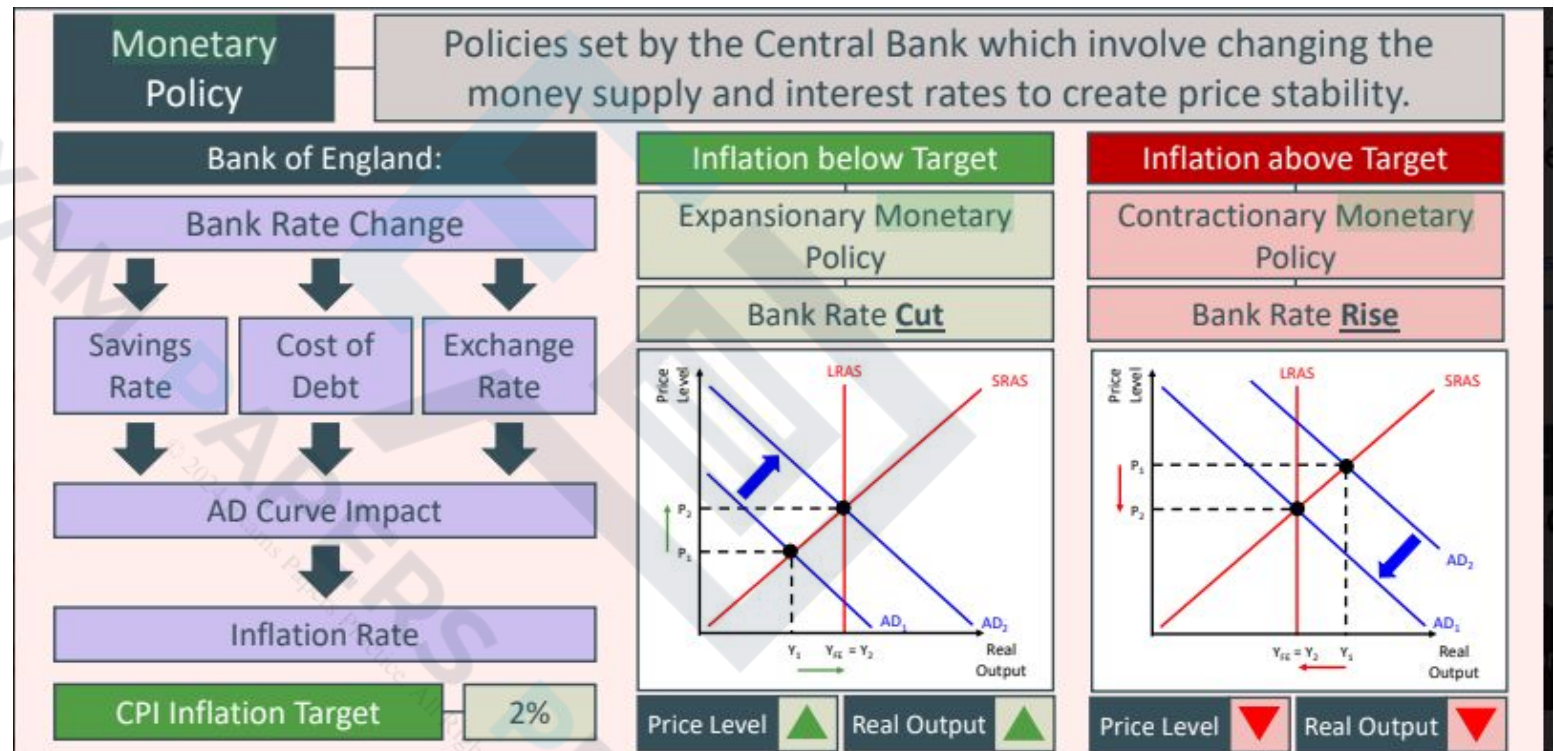 Monetary
Policy
Policies set by the Central Bank which involve changing the
money supply and interest rates to create price stability.
Bank of England:
Bank Rate Change
Savings
Rate
Cost of
Debt
Exchange
Rate
AD Curve Impact
Inflation Rate
CPI Inflation Target
2%
Inflation below Target
Expansionary Monetary
Policy
Bank Rate Cut
Price
Level
LRAS
SRAS
P₂
P₁
AD₁
AD₂
Y₁
Y_FE = Y₂
Real
Output
Price Level
Real Output
Inflation above Target
Contractionary Monetary
Policy
Bank Rate Rise
Price
Level
LRAS
SRAS
P₁
P₂
AD₂
AD₁
Y_FE = Y₂
Y₁
Real
Output
Price Level
Real Output
PAPERS